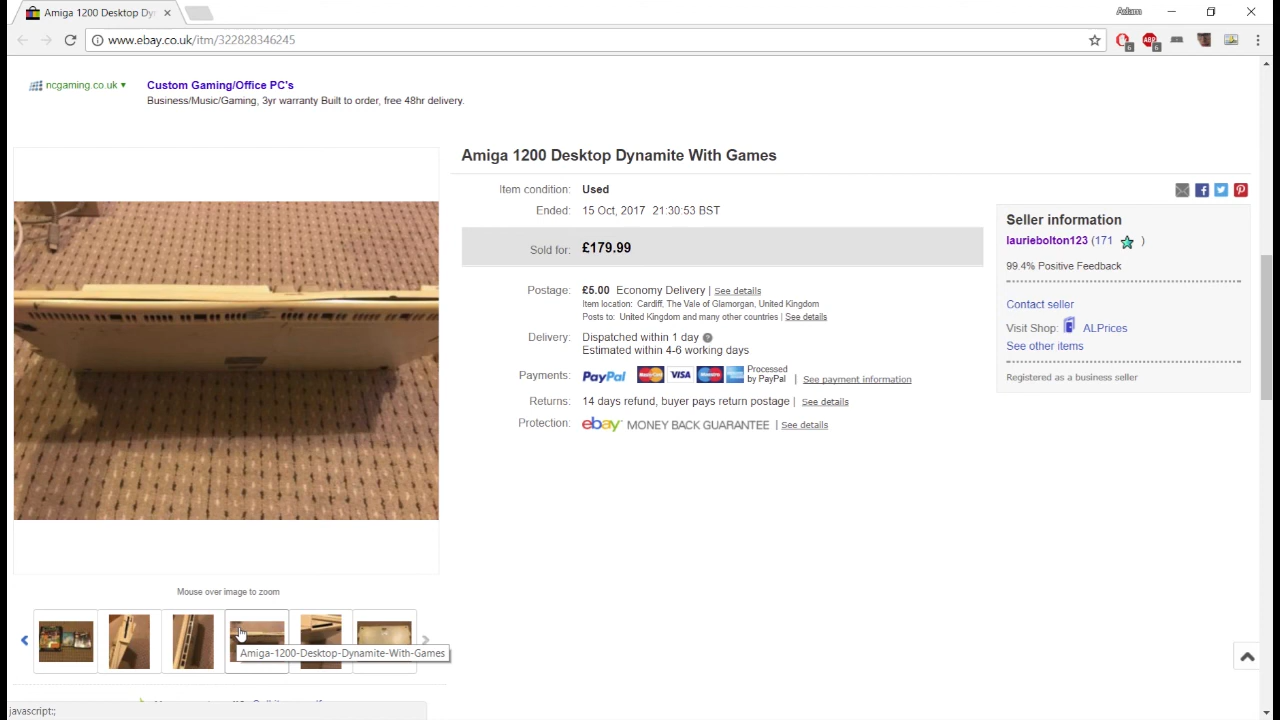 Amiga 1200 Desktop Dy
Adam
www.ebay.co.uk/itm/322828346245
6
ABP
6
ncgaming.co.uk
Custom Gaming/Office PC's
Business/Music/Gaming, 3yr warranty Built to order, free 48hr delivery.
Amiga 1200 Desktop Dynamite With Games
Item condition: Used
Ended: 15 Oct, 2017 21:30:53 BST
Sold for: £179.99
Postage: £5.00 Economy Delivery | See details
Item location: Cardiff, The Vale of Glamorgan, United Kingdom
Posts to: United Kingdom and many other countries | See details
Delivery: Dispatched within 1 day
Estimated within 4-6 working days
Payments: PayPal MasterCard VISA Maestro Processed by PayPal | See payment information
Returns: 14 days refund, buyer pays return postage | See details
Protection: ebay MONEY BACK GUARANTEE | See details
Seller information
lauriebolton123 (171 )
99.4% Positive Feedback
Contact seller
Visit Shop: ALPrices
See other items
Registered as a business seller
Mouse over image to zoom
Amiga-1200-Desktop-Dynamite-With-Games
javascript:;